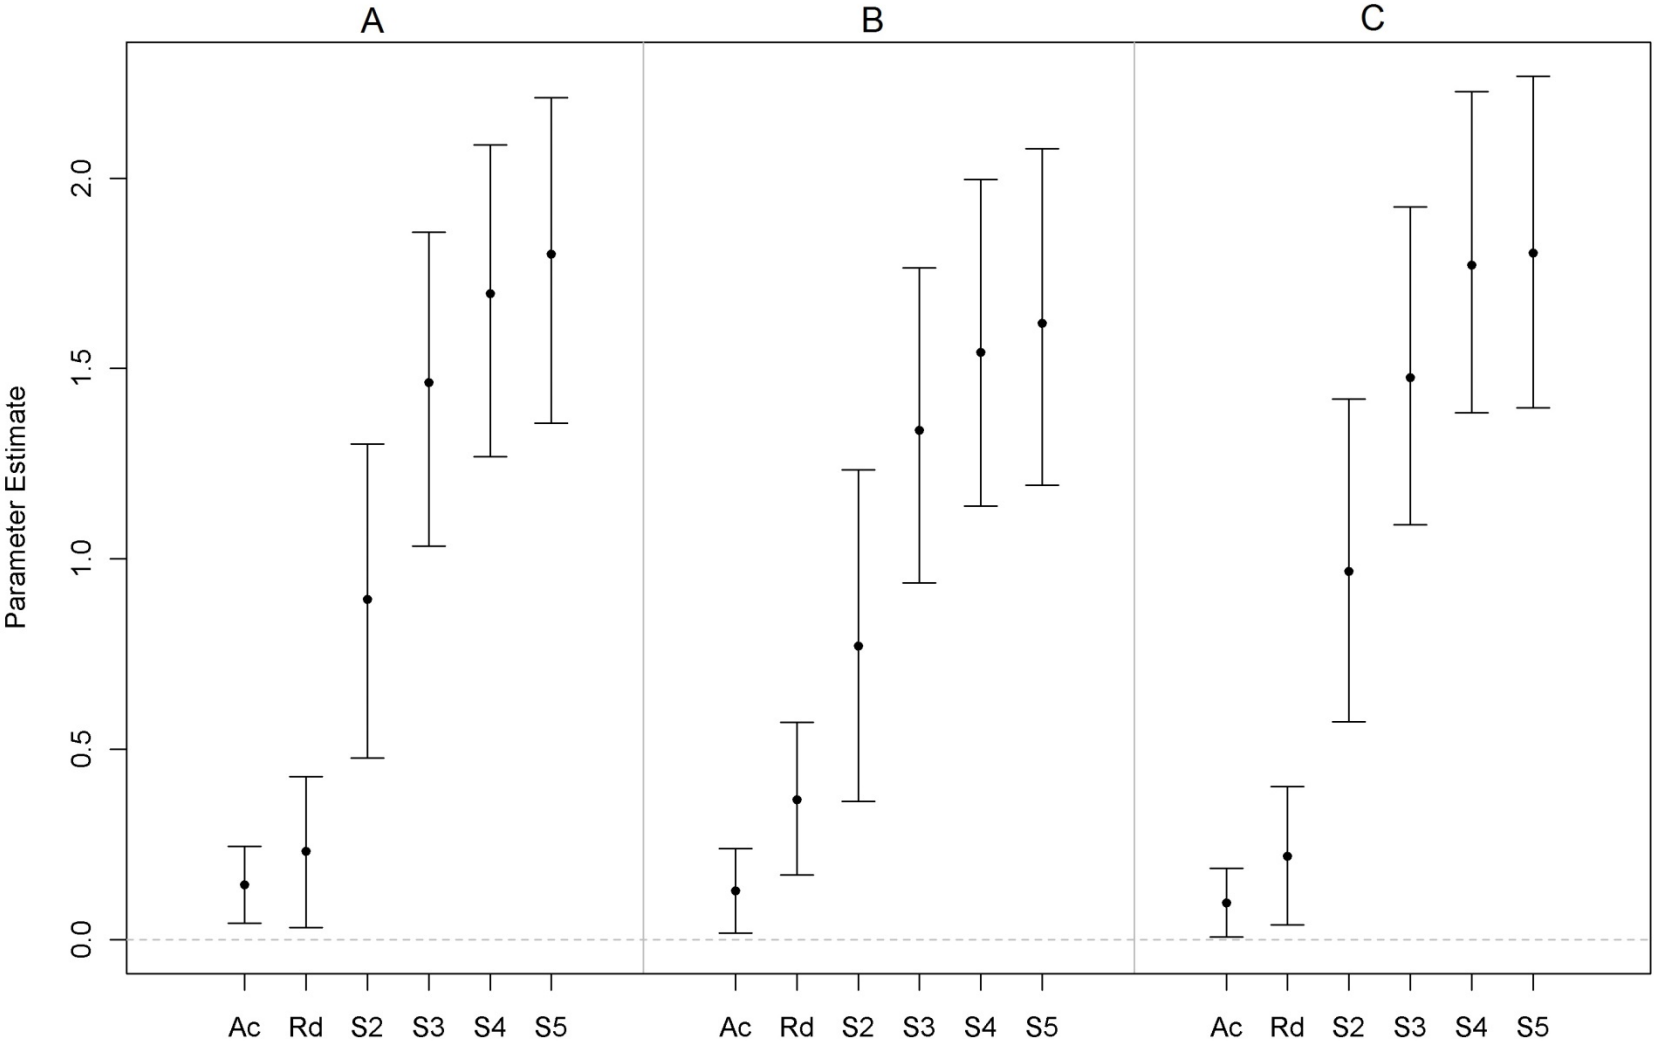 A B C
Parameter Estimate
2.0
1.5
1.0
0.5
0.0
Ac Rd S2 S3 S4 S5 Ac Rd S2 S3 S4 S5 Ac Rd S2 S3 S4 S5